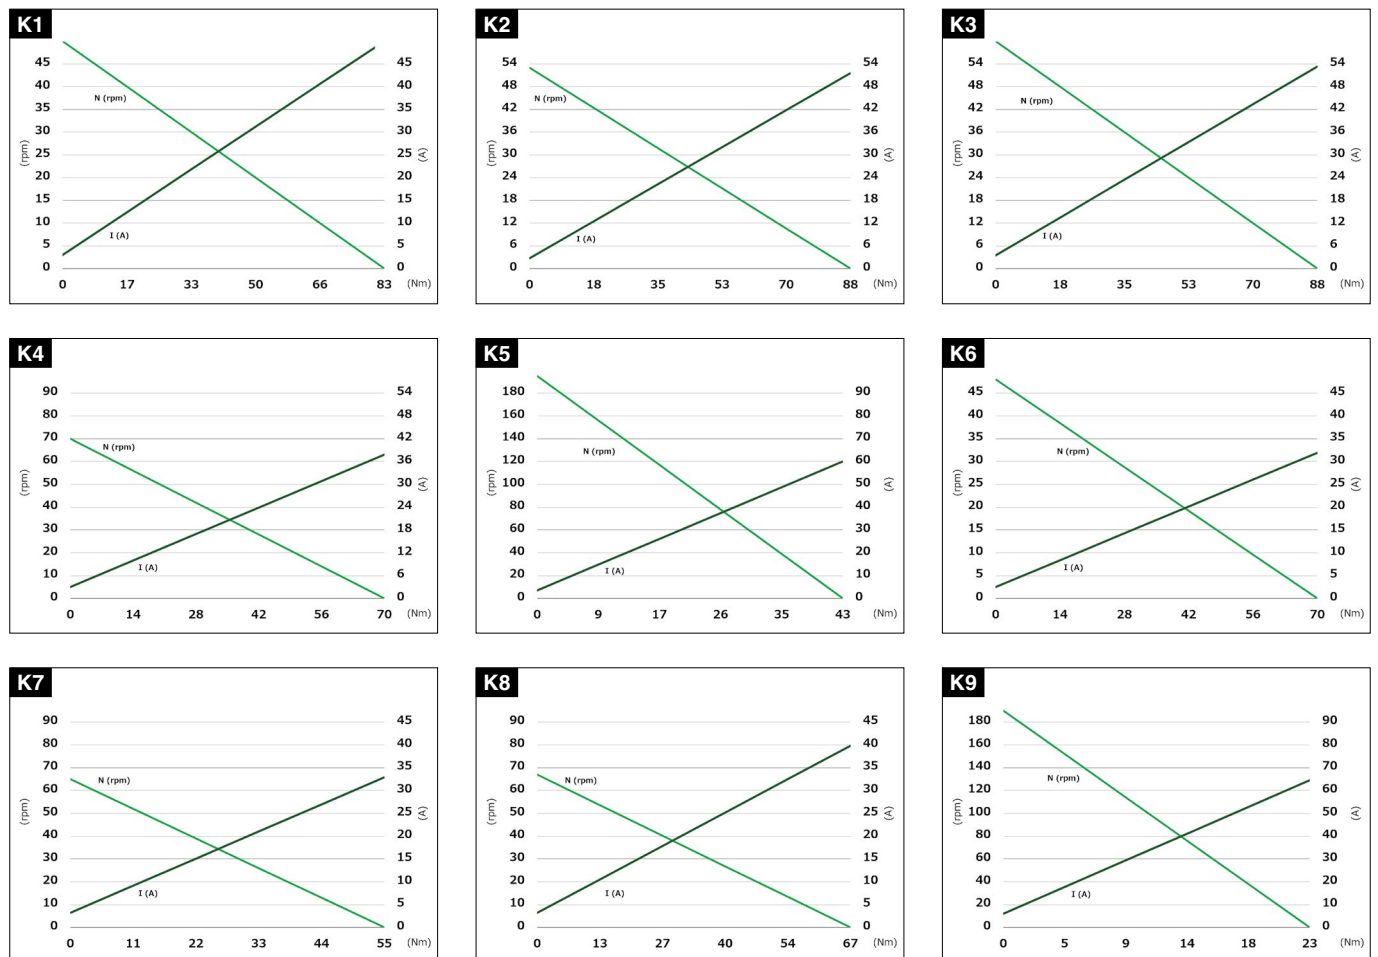 K1
45 45
40 40
N (rpm)
35 35
30 30
(rpm) 25 25 (A)
20 20
15 15
10 10
I (A)
5 5
0 0
0 17 33 50 66 83 (Nm)
K2
54 54
48 48
N (rpm)
42 42
36 36
(rpm) 30 30 (A)
24 24
18 18
12 12
I (A)
6 6
0 0
0 18 35 53 70 88 (Nm)
K3
54 54
48 48
N (rpm)
42 42
36 36
(rpm) 30 30 (A)
24 24
18 18
12 12
I (A)
6 6
0 0
0 18 35 53 70 88 (Nm)
K4
90 54
80 48
70 42
N (rpm)
60 36
(rpm) 50 30 (A)
40 24
30 18
20 12
I (A)
10 6
0 0
0 14 28 42 56 70 (Nm)
K5
180 90
160 80
140 70
N (rpm)
120 60
(rpm) 100 50 (A)
80 40
60 30
40 20
I (A)
20 10
0 0
0 9 17 26 35 43 (Nm)
K6
45 45
40 40
35 35
N (rpm)
30 30
(rpm) 25 25 (A)
20 20
15 15
10 10
I (A)
5 5
0 0
0 14 28 42 56 70 (Nm)
K7
90 45
80 40
70 35
N (rpm)
60 30
(rpm) 50 25 (A)
40 20
30 15
20 10
I (A)
10 5
0 0
0 11 22 33 44 55 (Nm)
K8
90 45
80 40
70 35
N (rpm)
60 30
(rpm) 50 25 (A)
40 20
30 15
20 10
I (A)
10 5
0 0
0 13 27 40 54 67 (Nm)
K9
180 90
160 80
140 70
N (rpm)
120 60
(rpm) 100 50 (A)
80 40
60 30
40 20
I (A)
20 10
0 0
0 5 9 14 18 23 (Nm)